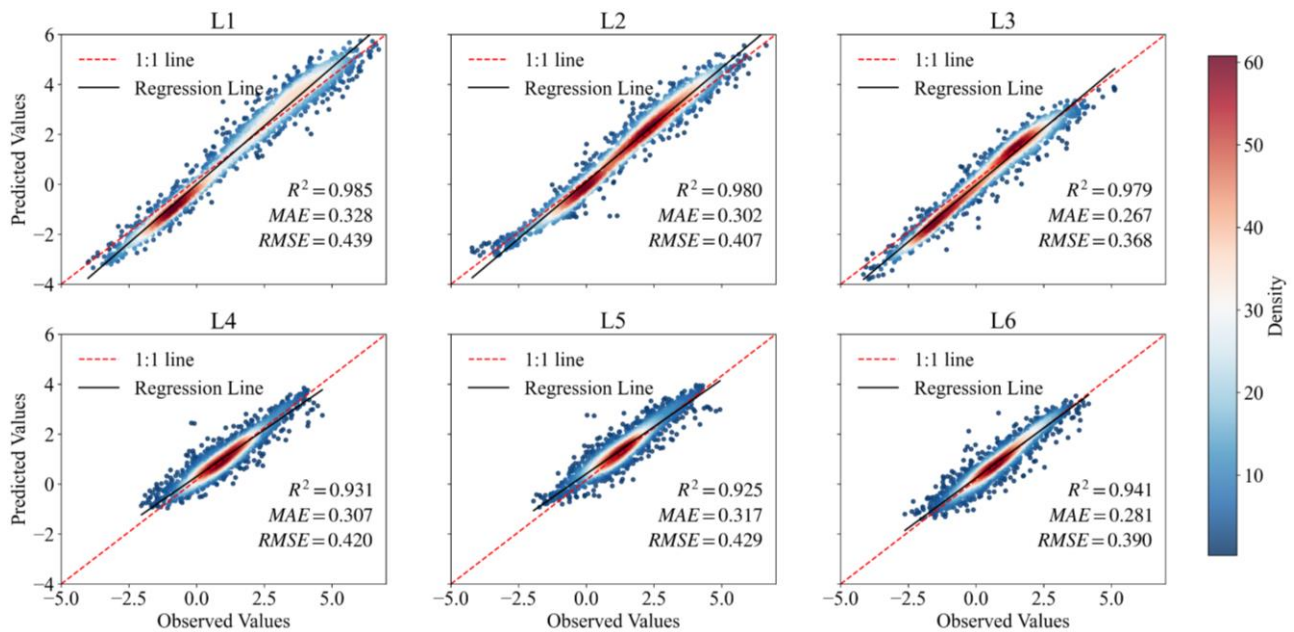 L1
L2
L3
6
4
2
0
−2
−4
Predicted Values
1:1 line
Regression Line
R² = 0.985
MAE = 0.328
RMSE = 0.439
1:1 line
Regression Line
R² = 0.980
MAE = 0.302
RMSE = 0.407
1:1 line
Regression Line
R² = 0.979
MAE = 0.267
RMSE = 0.368
L4
L5
L6
6
4
2
0
−2
−4
Predicted Values
1:1 line
Regression Line
R² = 0.931
MAE = 0.307
RMSE = 0.420
−5.0 −2.5 0.0 2.5 5.0
Observed Values
1:1 line
Regression Line
R² = 0.925
MAE = 0.317
RMSE = 0.429
−5.0 −2.5 0.0 2.5 5.0
Observed Values
1:1 line
Regression Line
R² = 0.941
MAE = 0.281
RMSE = 0.390
−5.0 −2.5 0.0 2.5 5.0
Observed Values
60
50
40
30
20
10
Density